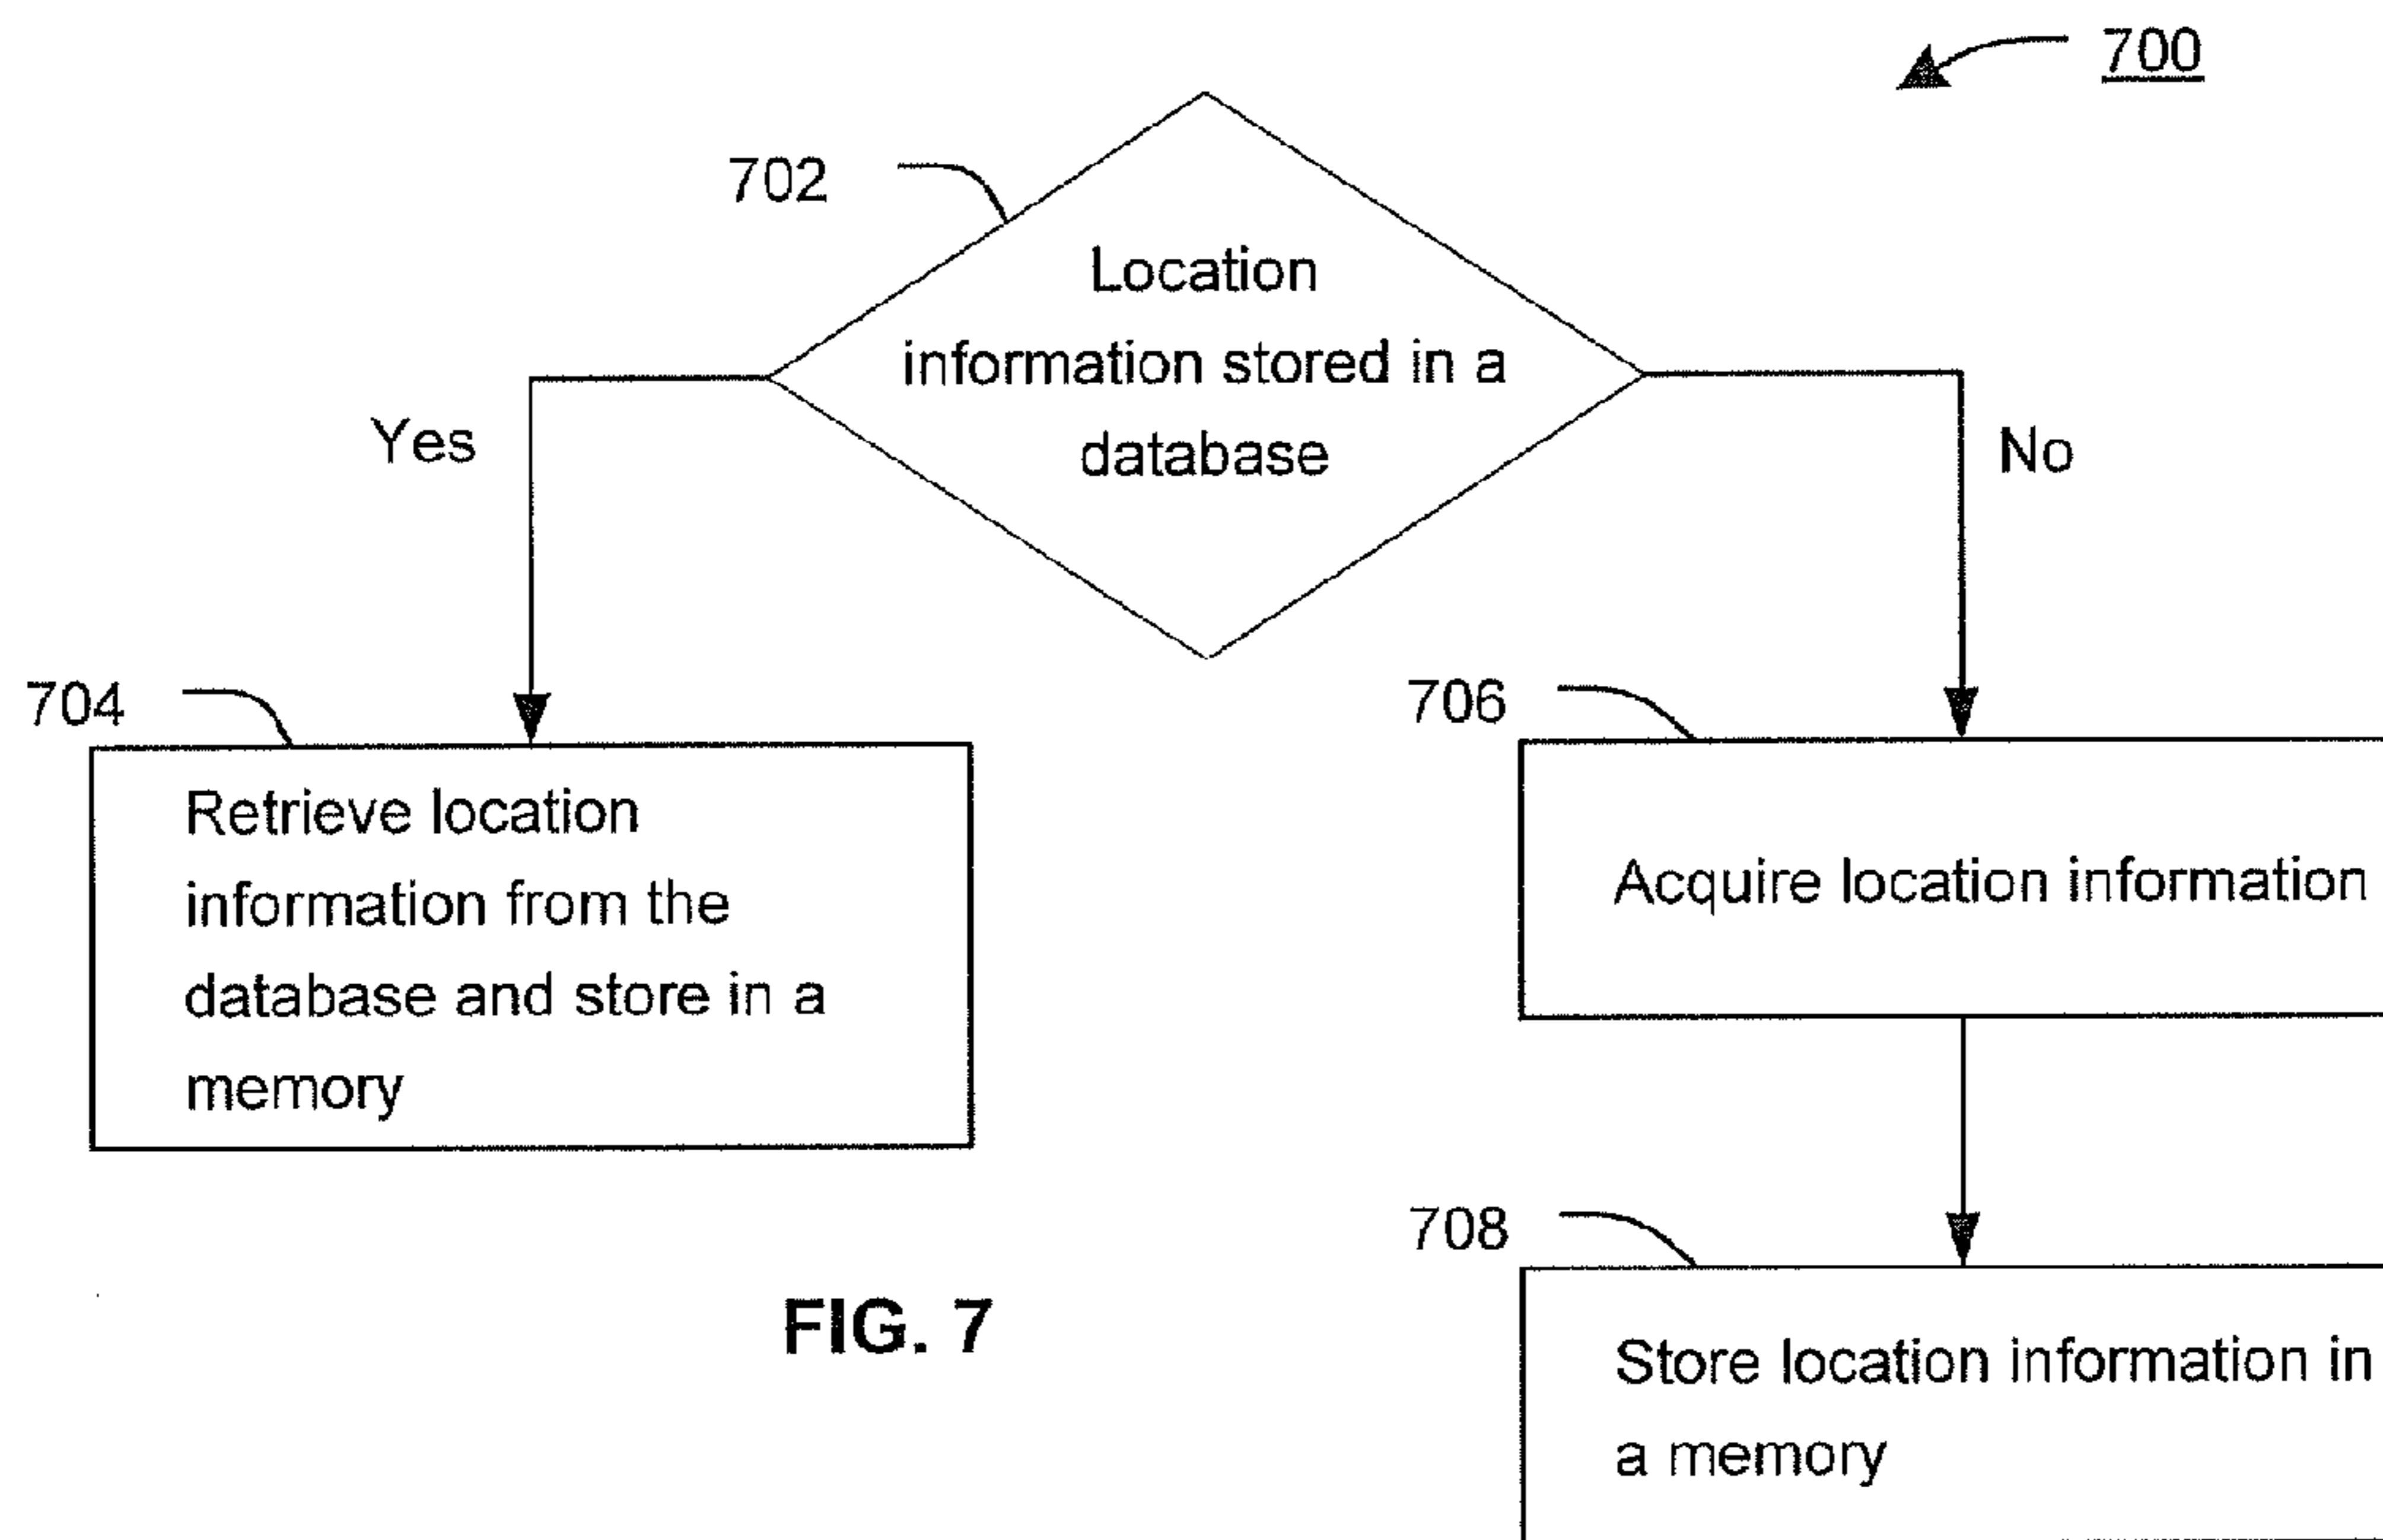 700
702
Location
information stored in a
database
Yes
No
704
Retrieve location
information from the
database and store in a
memory
706
Acquire location information
708
Store location information in
a memory
FIG. 7